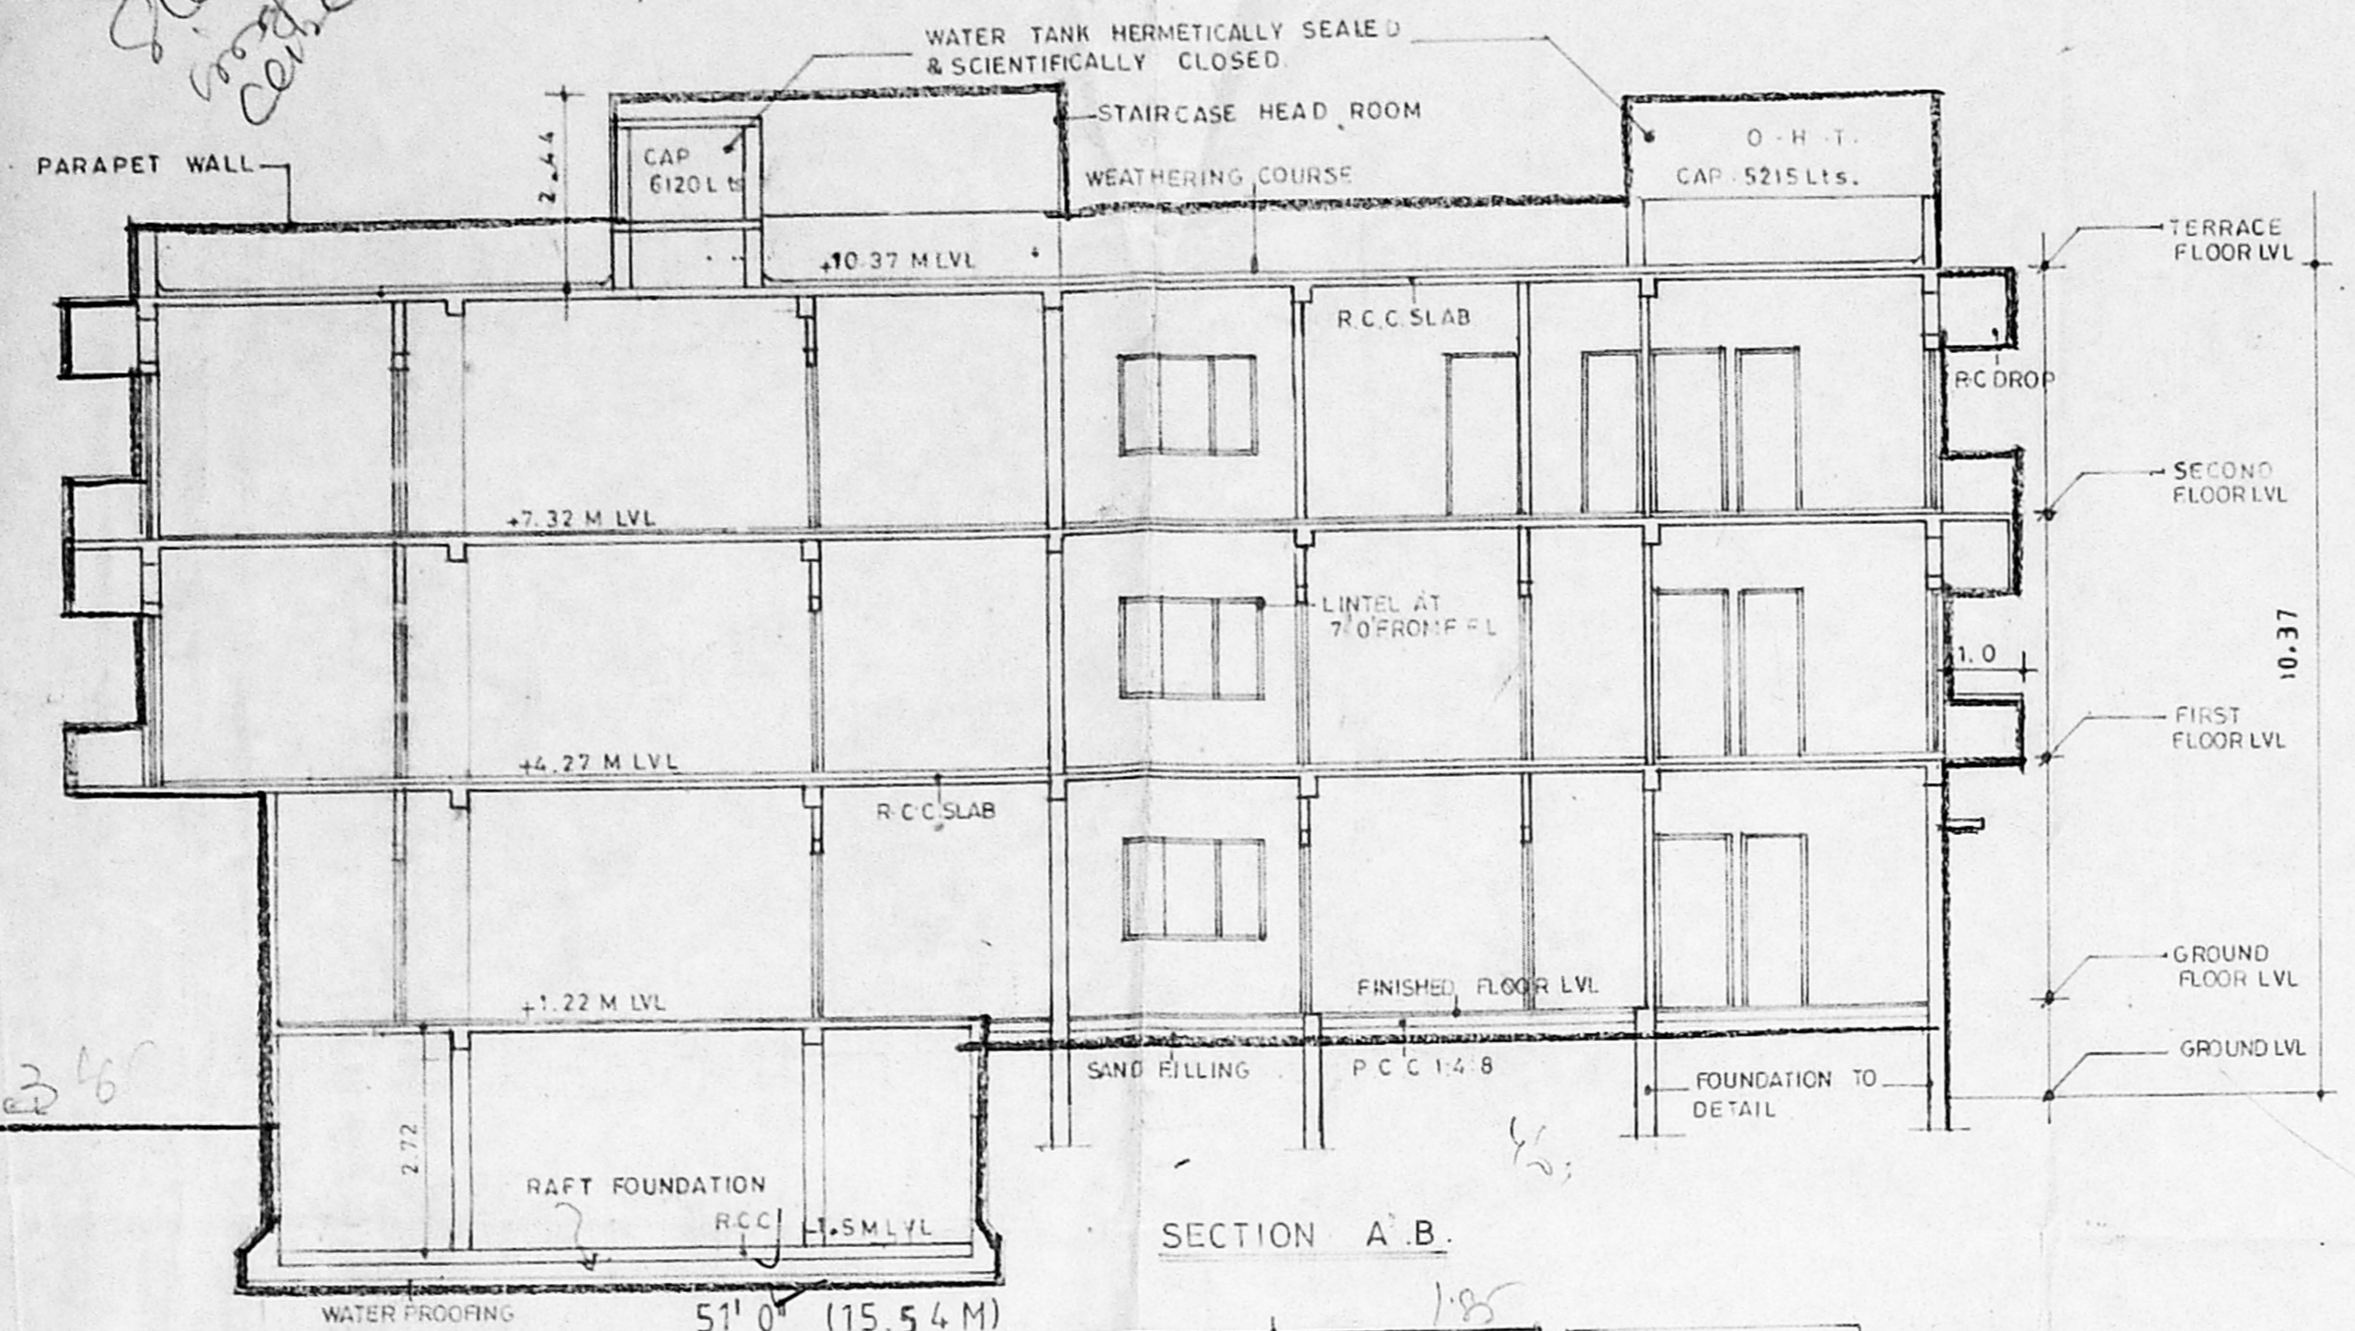 WATER TANK HERMETICALLY SEALED
& SCIENTIFICALLY CLOSED.
STAIRCASE HEAD ROOM
PARAPET WALL
2.44
CAP
6120 Lts
WEATHERING COURSE
O.H.T.
CAP. 5215 Lts.
TERRACE
FLOOR LVL
+10.37 M LVL
R.C.C. SLAB
R.C DROP
SECOND
FLOOR LVL
+7.32 M LVL
LINTEL AT
7'0" FROM F F L
10.37
1.0
FIRST
FLOOR LVL
+4.27 M LVL
R.C.C. SLAB
GROUND
FLOOR LVL
FINISHED FLOOR LVL
+1.22 M LVL
GROUND LVL
SAND FILLING
P.C.C 1:4:8
FOUNDATION TO
DETAIL
2.72
RAFT FOUNDATION
R.C.C
-1.5 M LVL
SECTION A.B.
WATER PROOFING
51'0" (15.54 M)